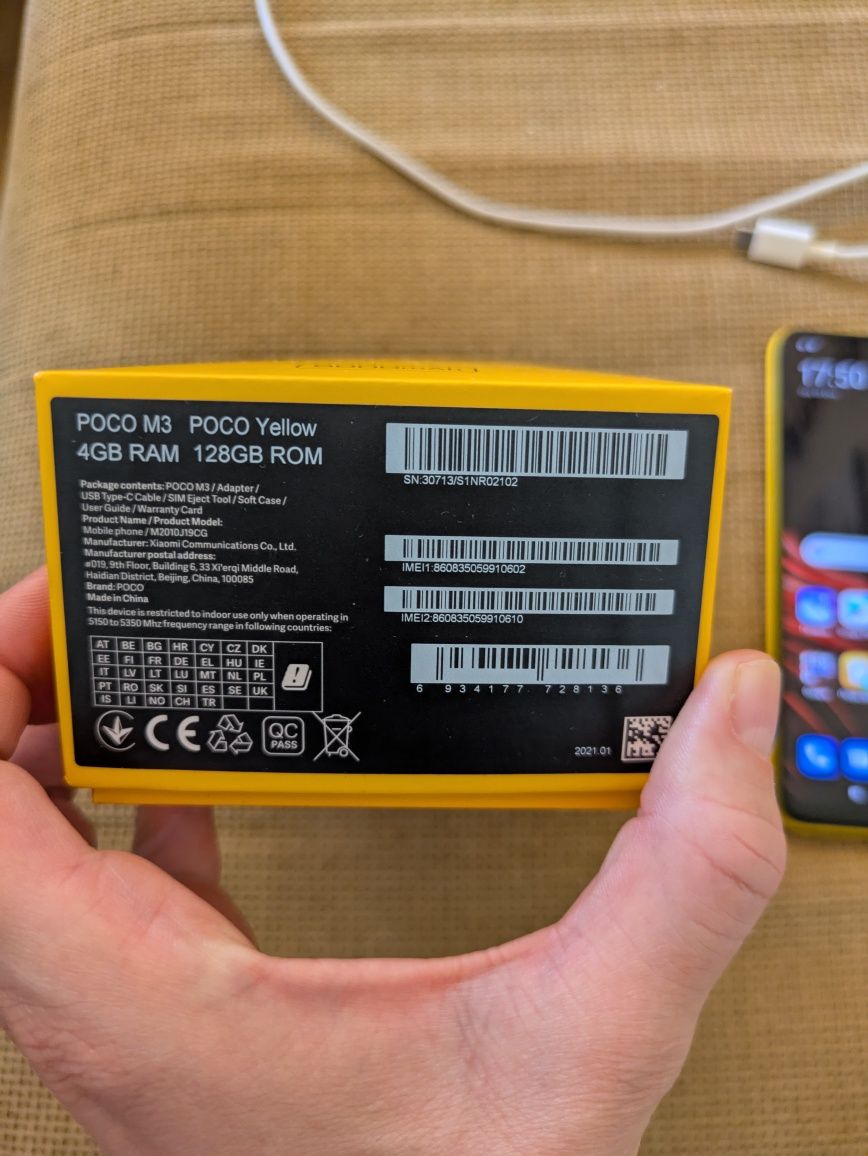 POCO M3 POCO Yellow
4GB RAM 128GB ROM
Package contents: POCO M3 / Adapter /
USB Type-C Cable / SIM Eject Tool / Soft Case /
User Guide / Warranty Card
Product Name / Product Model:
Mobile phone / M2010J19CG
Manufacturer: Xiaomi Communications Co., Ltd.
Manufacturer postal address:
#019, 9th Floor, Building 6, 33 Xi'erqi Middle Road,
Haidian District, Beijing, China, 100085
Brand: POCO
Made in China
This device is restricted to indoor use only when operating in
5150 to 5350 Mhz frequency range in following countries:
AT BE BG HR CY CZ DK
EE FI FR DE EL HU IE
IT LV LT LU MT NL PL
PT RO SK SI ES SE UK
IS LI NO CH TR
CE
QC
PASS
SN:30713/S1NR02102
IMEI1:860835059910602
IMEI2:860835059910610
6 934177 728136
2021.01
17:50